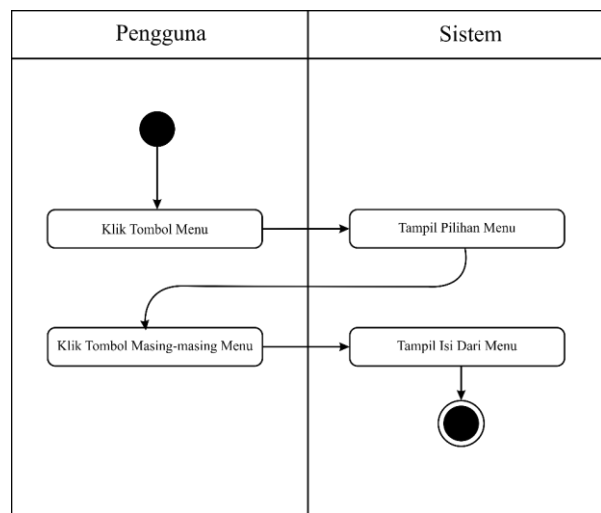 Pengguna
Sistem
Klik Tombol Menu
Tampil Pilihan Menu
Klik Tombol Masing-masing Menu
Tampil Isi Dari Menu